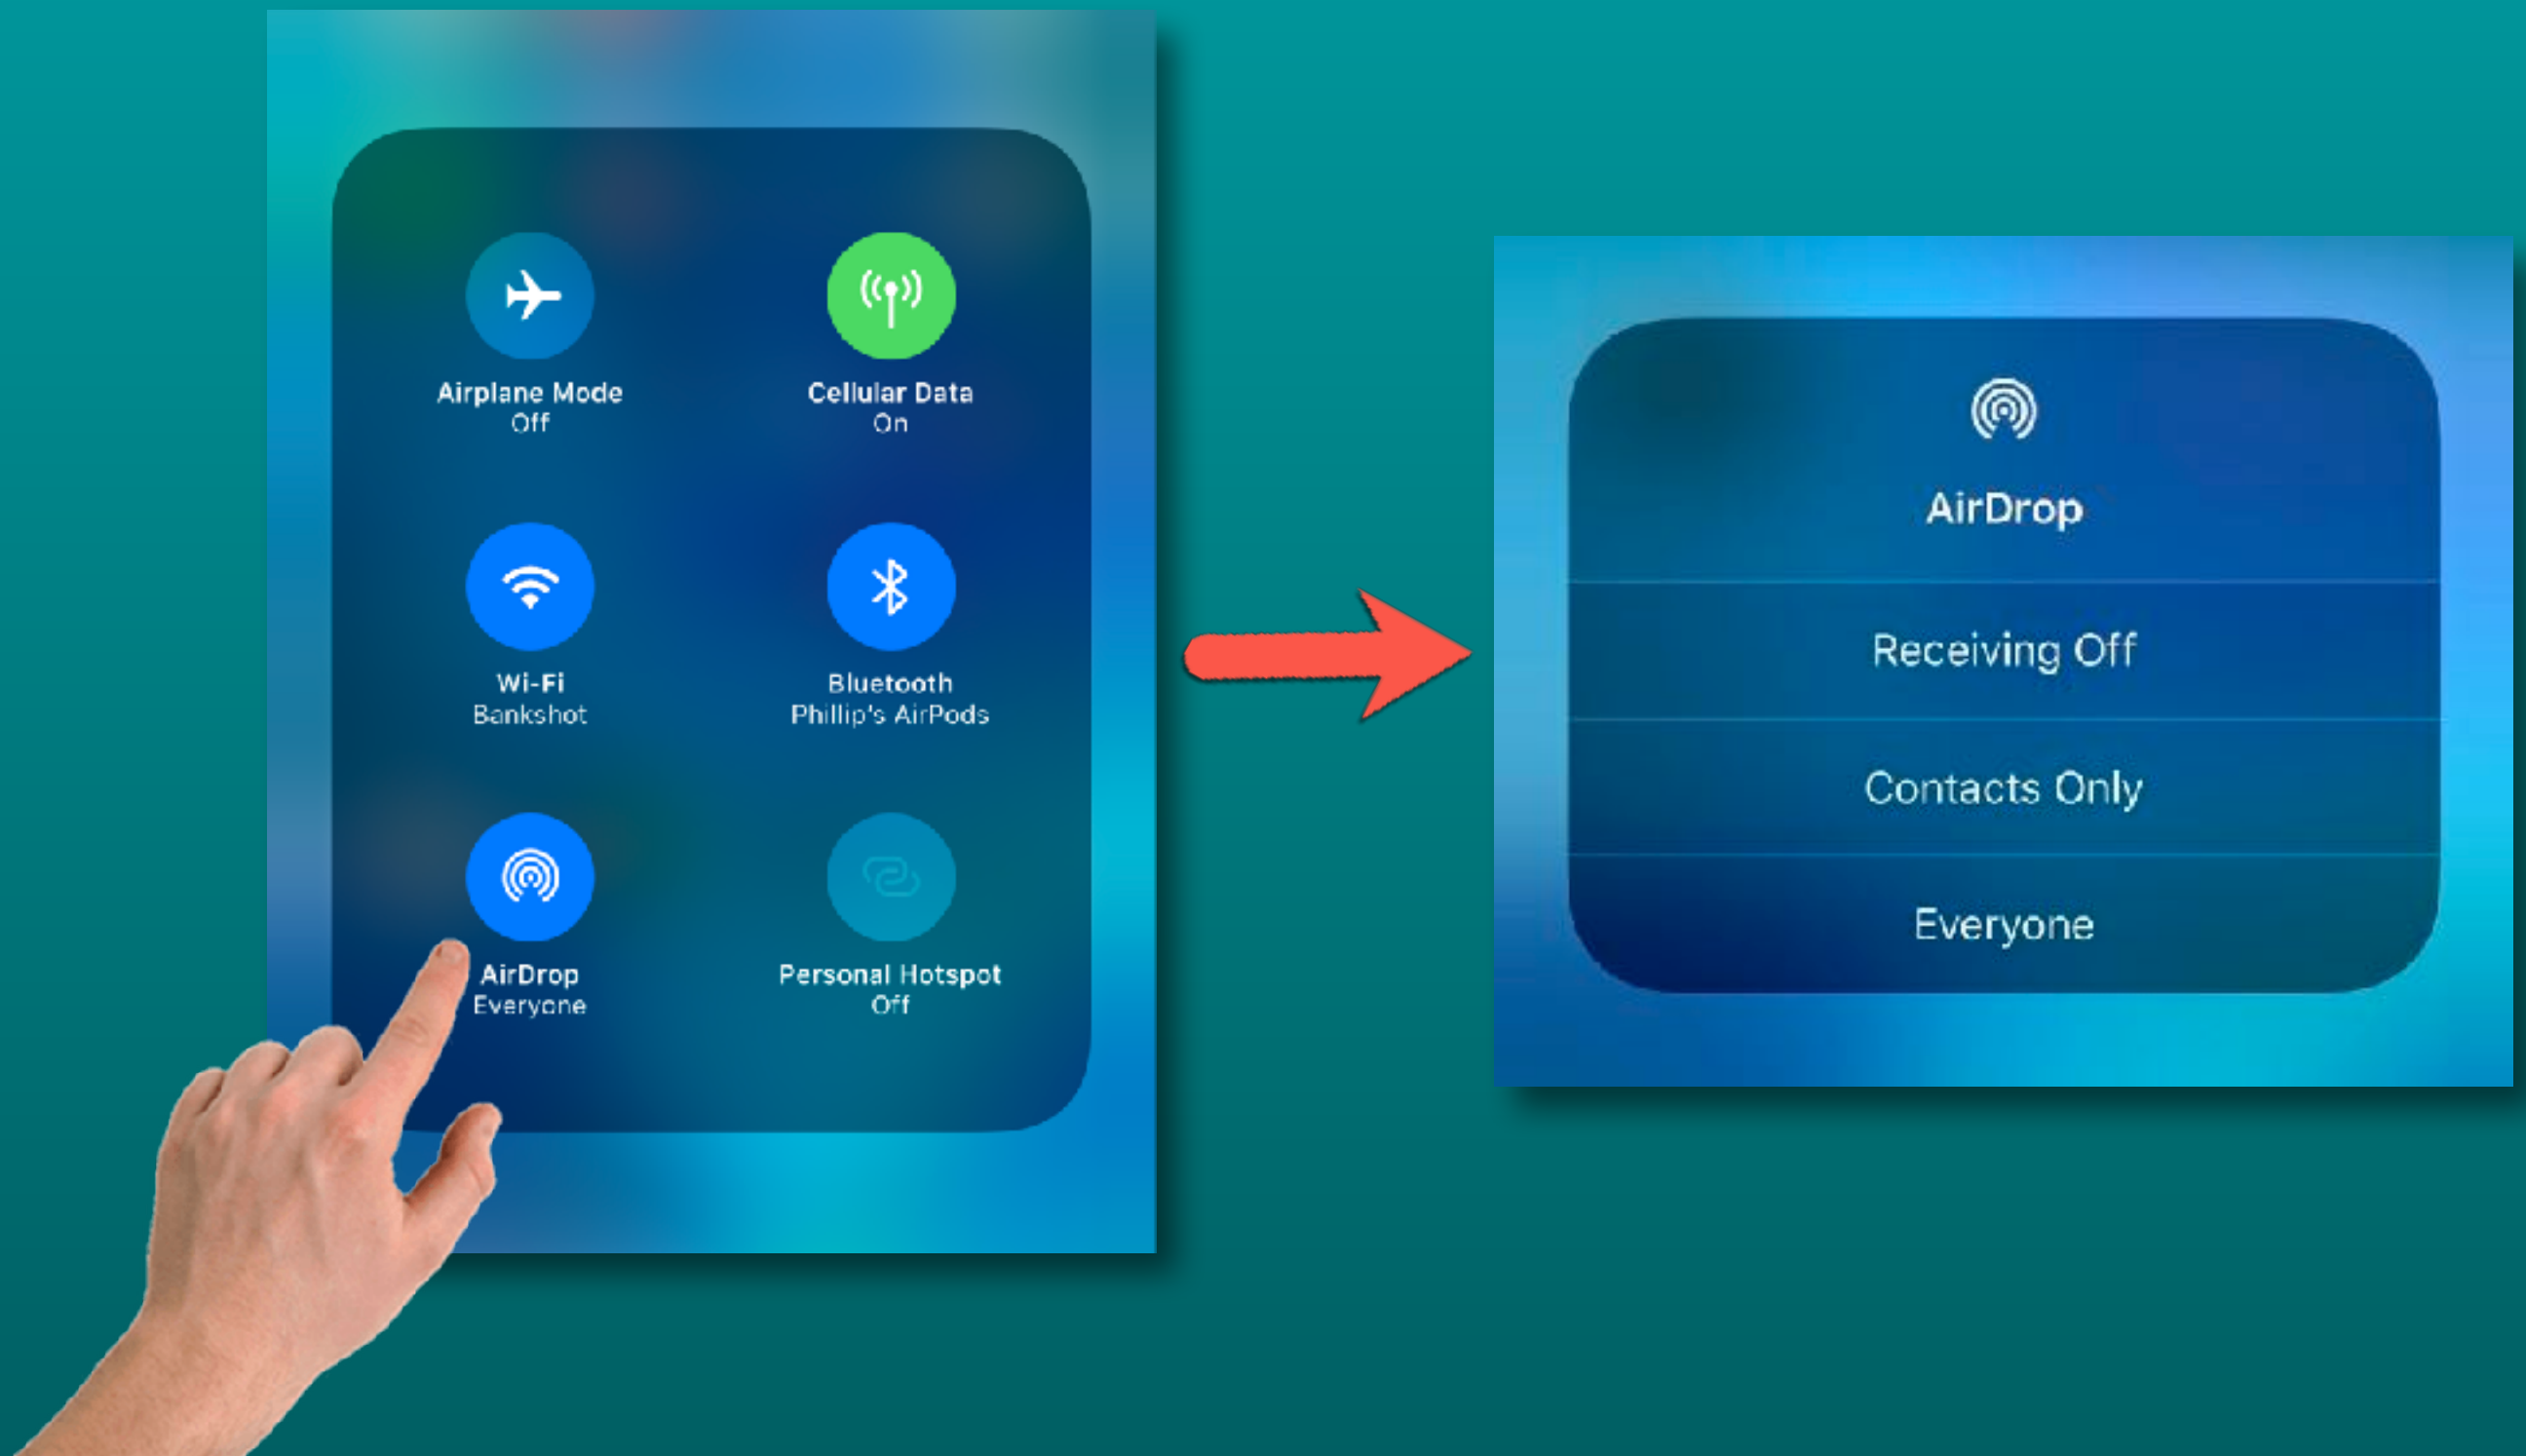 Airplane Mode
Off
Cellular Data
On
Wi-Fi
Bankshot
Bluetooth
Phillip's AirPods
AirDrop
Everyone
Personal Hotspot
Off
AirDrop
Receiving Off
Contacts Only
Everyone